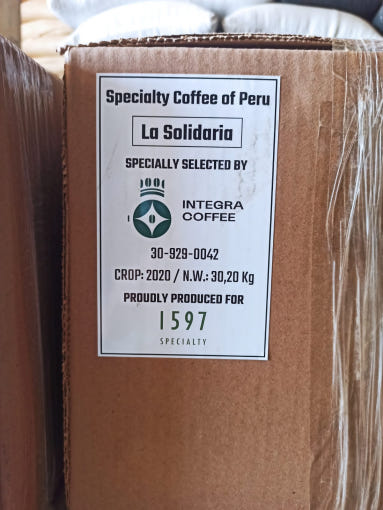 Specialty Coffee of Peru
La Solidaria
SPECIALLY SELECTED BY
INTEGRA
COFFEE
30-929-0042
CROP: 2020 / N.W.: 30,20 Kg
PROUDLY PRODUCED FOR
1597
SPECIALTY